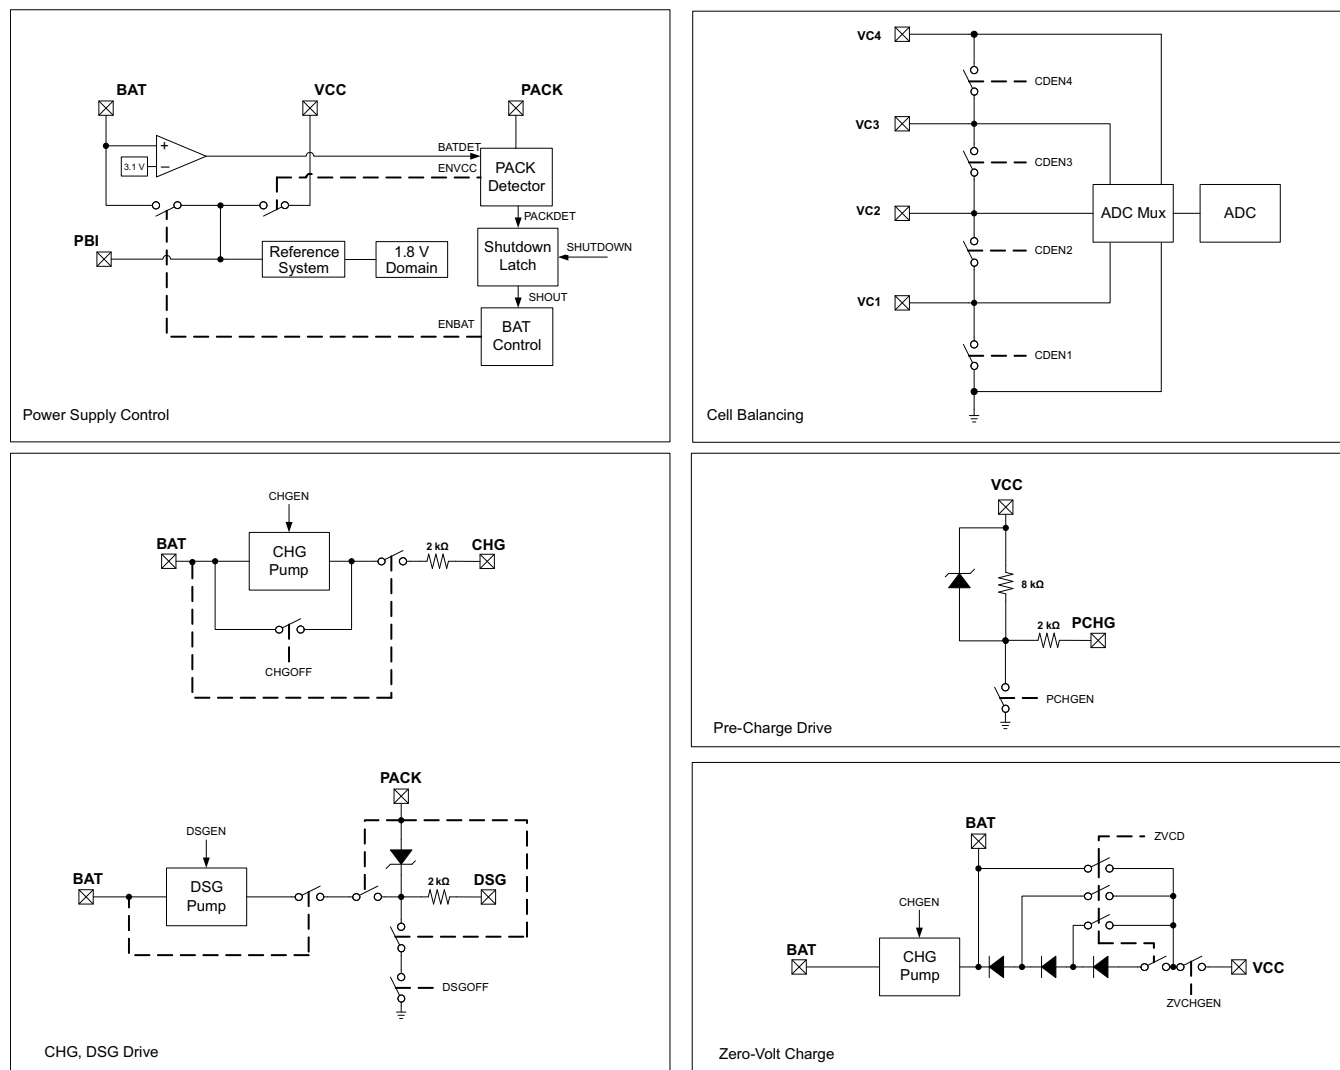 BAT
VCC
PACK
3.1 V
+
−
BATDET
ENVCC
PACK
Detector
PACKDET
PBI
Reference
System
1.8 V
Domain
Shutdown
Latch
SHUTDOWN
SHOUT
ENBAT
BAT
Control
Power Supply Control
VC4
CDEN4
VC3
CDEN3
VC2
ADC Mux
ADC
CDEN2
VC1
CDEN1
Cell Balancing
CHGEN
BAT
CHG
Pump
2 kΩ
CHG
CHGOFF
PACK
DSGEN
BAT
DSG
Pump
2 kΩ
DSG
DSGOFF
CHG, DSG Drive
VCC
8 kΩ
2 kΩ
PCHG
PCHGEN
Pre-Charge Drive
BAT
ZVCD
CHGEN
BAT
CHG
Pump
VCC
ZVCHGEN
Zero-Volt Charge